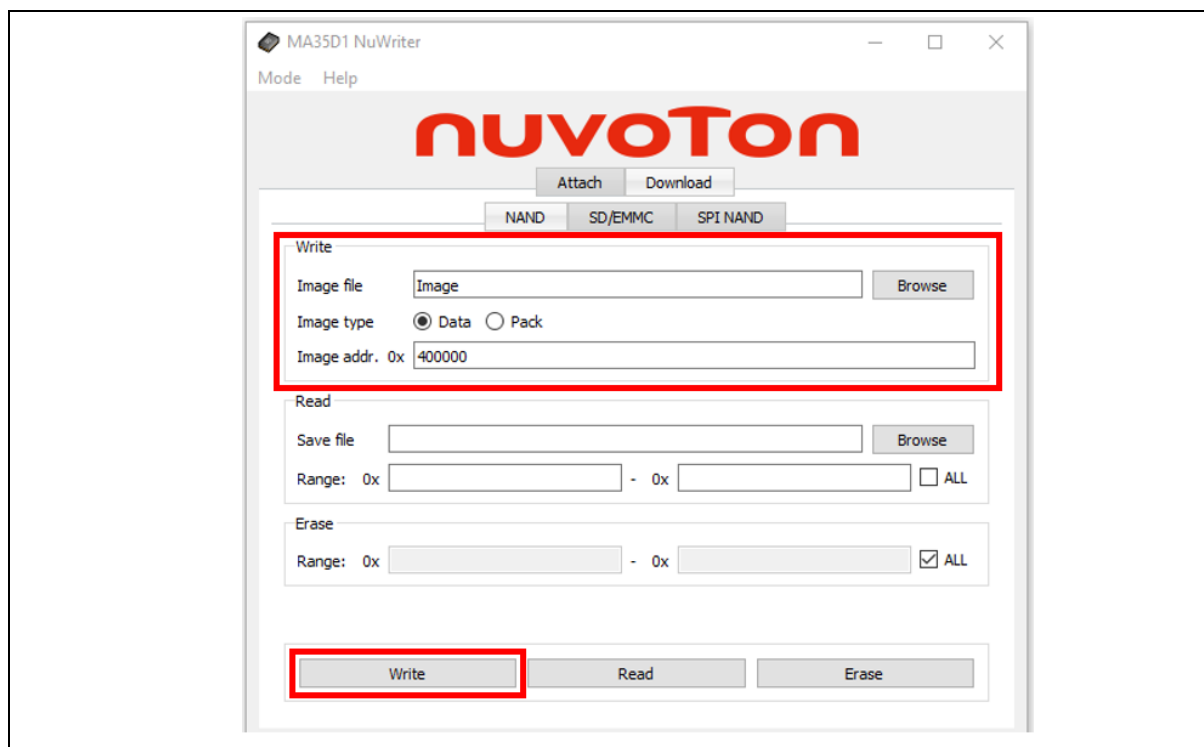 MA35D1 NuWriter
Mode Help
nuvoTon
Attach Download
NAND SD/EMMC SPI NAND
Write
Image file Image Browse
Image type Data Pack
Image addr. 0x 400000
Read
Save file Browse
Range: 0x - 0x ALL
Erase
Range: 0x - 0x ALL
Write Read Erase